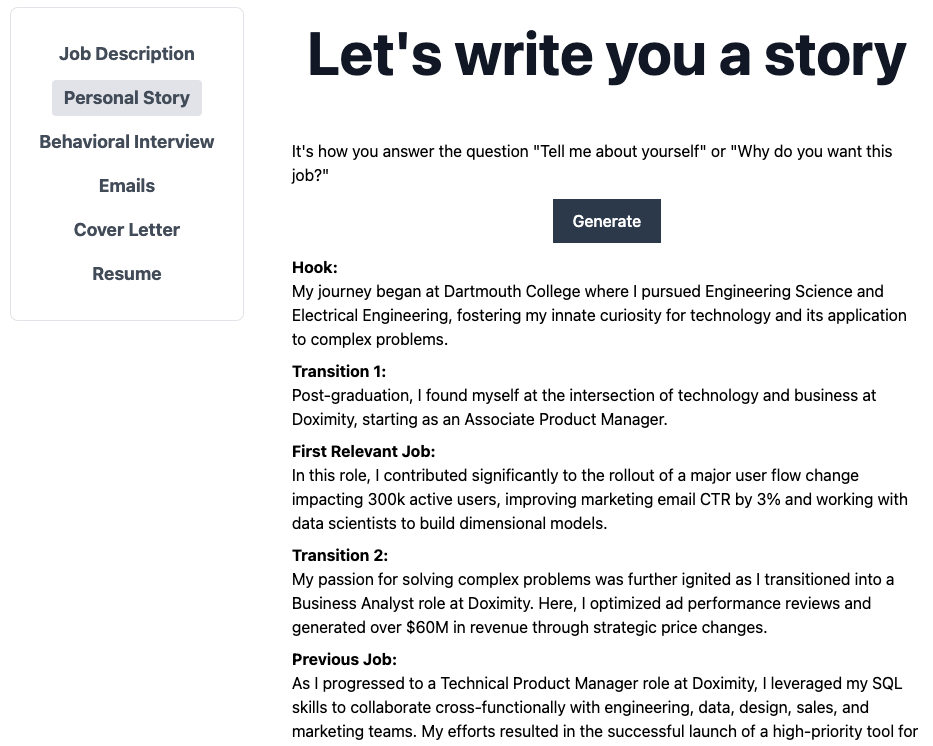 Job Description
Personal Story
Behavioral Interview
Emails
Cover Letter
Resume
Let's write you a story
It's how you answer the question "Tell me about yourself" or "Why do you want this
job?"
Generate
Hook:
My journey began at Dartmouth College where I pursued Engineering Science and
Electrical Engineering, fostering my innate curiosity for technology and its application
to complex problems.
Transition 1:
Post-graduation, I found myself at the intersection of technology and business at
Doximity, starting as an Associate Product Manager.
First Relevant Job:
In this role, I contributed significantly to the rollout of a major user flow change
impacting 300k active users, improving marketing email CTR by 3% and working with
data scientists to build dimensional models.
Transition 2:
My passion for solving complex problems was further ignited as I transitioned into a
Business Analyst role at Doximity. Here, I optimized ad performance reviews and
generated over $60M in revenue through strategic price changes.
Previous Job:
As I progressed to a Technical Product Manager role at Doximity, I leveraged my SQL
skills to collaborate cross-functionally with engineering, data, design, sales, and
marketing teams. My efforts resulted in the successful launch of a high-priority tool for